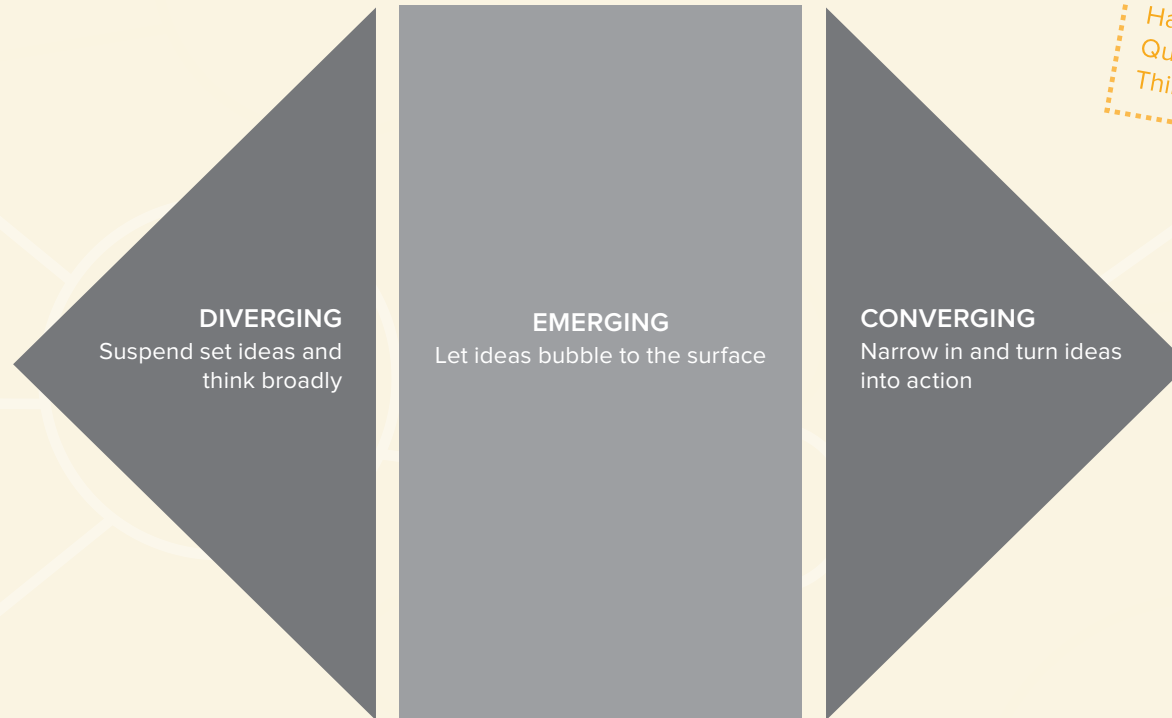 DIVERGING
Suspend set ideas and
think broadly
EMERGING
Let ideas bubble to the surface
CONVERGING
Narrow in and turn ideas
into action